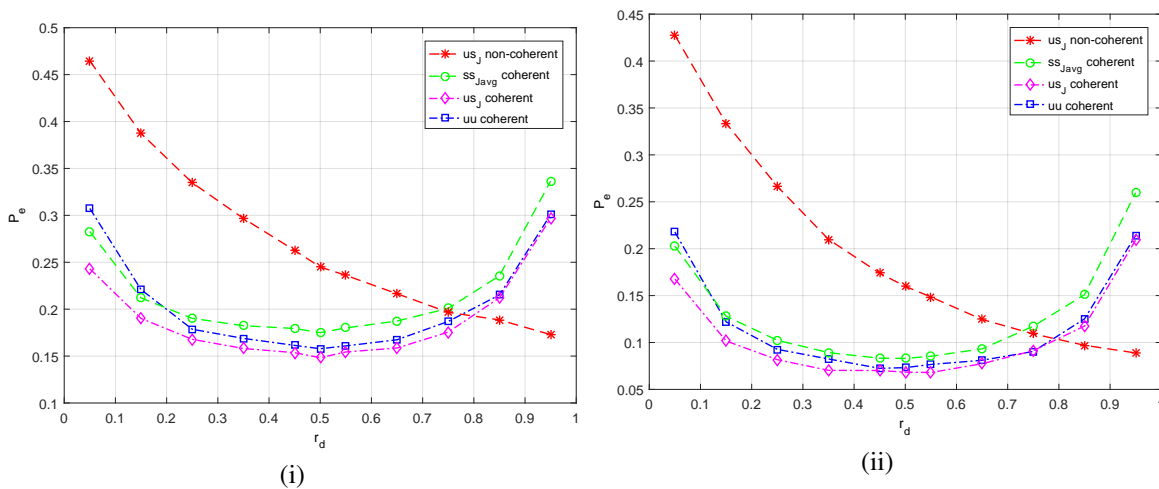 0.5
0.45
0.4
0.35
0.3
0.25
0.2
0.15
0.1
P_e
0 0.1 0.2 0.3 0.4 0.5 0.6 0.7 0.8 0.9 1
r_d
us_J non-coherent
ss_Javg coherent
us_J coherent
uu coherent
(i)
0.45
0.4
0.35
0.3
0.25
0.2
0.15
0.1
0.05
P_e
0 0.1 0.2 0.3 0.4 0.5 0.6 0.7 0.8 0.9 1
r_d
us_J non-coherent
ss_Javg coherent
us_J coherent
uu coherent
(ii)